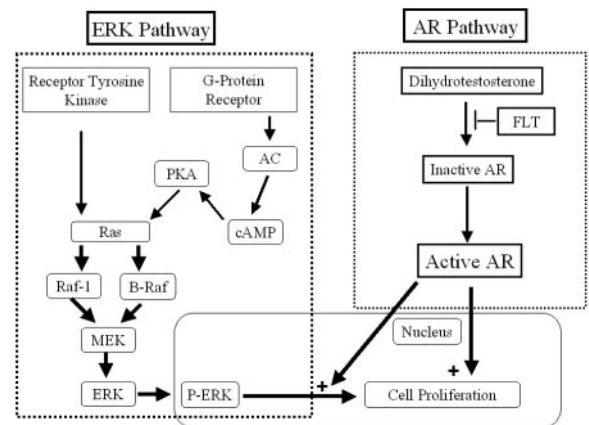 ERK Pathway
AR Pathway
Receptor Tyrosine
Kinase
G-Protein
Receptor
Dihydrotestosterone
FLT
AC
PKA
Inactive AR
Ras
cAMP
Active AR
Raf-1
B-Raf
Nucleus
MEK
+
+
ERK
P-ERK
Cell Proliferation